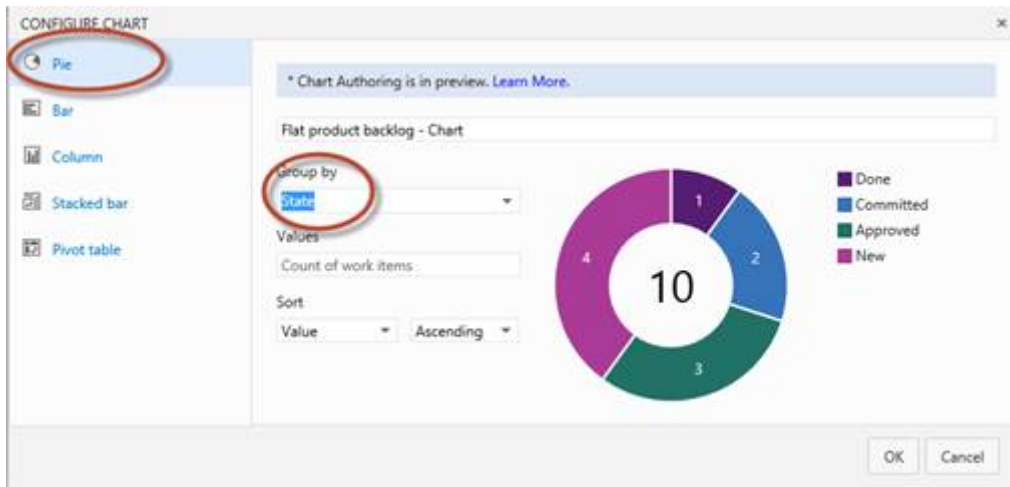 CONFIGURE CHART
Pie
Bar
Column
Stacked bar
Pivot table
* Chart Authoring is in preview. Learn More.
Flat product backlog - Chart
Group by
State
Values
Count of work items
Sort
Value Ascending
1
2
3
4
10
Done
Committed
Approved
New
OK Cancel